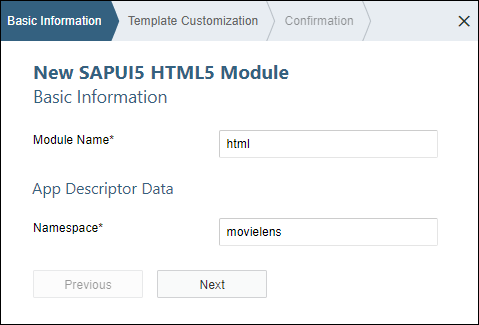 Basic Information Template Customization Confirmation
New SAPUI5 HTML5 Module
Basic Information
Module Name* html
App Descriptor Data
Namespace* movielens
Previous Next